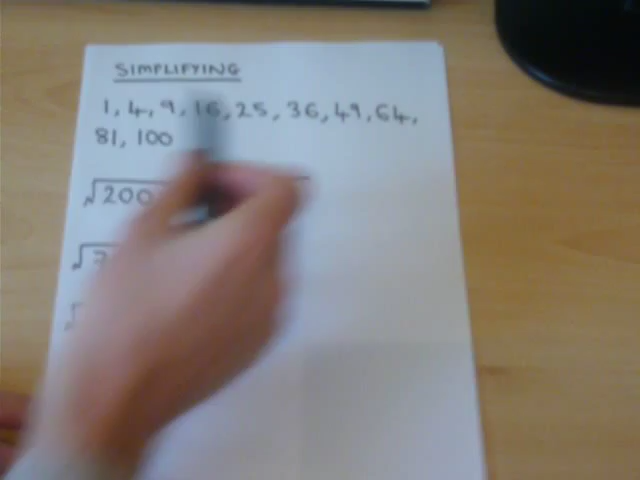 SIMPLIFYING
1, 4, 9, 16, 25, 36, 49, 64,
81, 100
√200